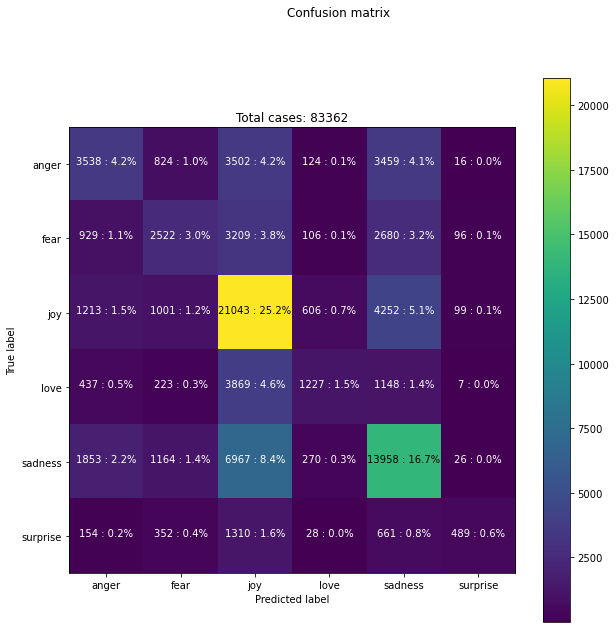 Confusion matrix
Total cases: 83362
20000
17500
15000
12500
10000
7500
5000
2500
True label
anger 3538 : 4.2% 824 : 1.0% 3502 : 4.2% 124 : 0.1% 3459 : 4.1% 16 : 0.0%
fear 929 : 1.1% 2522 : 3.0% 3209 : 3.8% 106 : 0.1% 2680 : 3.2% 96 : 0.1%
joy 1213 : 1.5% 1001 : 1.2% 21043 : 25.2% 606 : 0.7% 4252 : 5.1% 99 : 0.1%
love 437 : 0.5% 223 : 0.3% 3869 : 4.6% 1227 : 1.5% 1148 : 1.4% 7 : 0.0%
sadness 1853 : 2.2% 1164 : 1.4% 6967 : 8.4% 270 : 0.3% 13958 : 16.7% 26 : 0.0%
surprise 154 : 0.2% 352 : 0.4% 1310 : 1.6% 28 : 0.0% 661 : 0.8% 489 : 0.6%
anger fear joy love sadness surprise
Predicted label